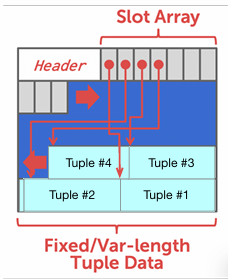 Slot Array
Header
Tuple #4 Tuple #3
Tuple #2 Tuple #1
Fixed/Var-length
Tuple Data